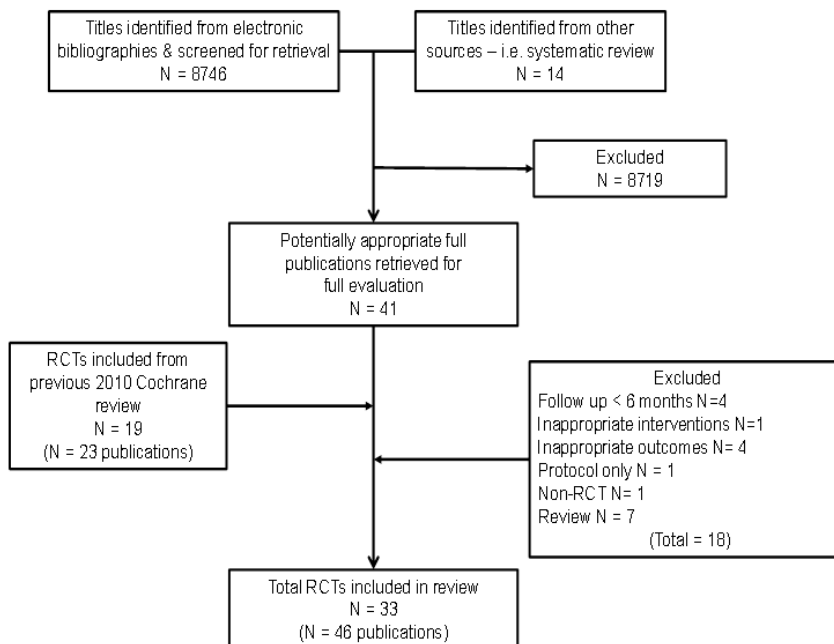 Titles identified from electronic
bibliographies & screened for retrieval
N = 8746
Titles identified from other
sources – i.e. systematic review
N = 14
Excluded
N = 8719
Potentially appropriate full
publications retrieved for
full evaluation
N = 41
RCTs included from
previous 2010 Cochrane
review
N = 19
(N = 23 publications)
Excluded
Follow up < 6 months N=4
Inappropriate interventions N=1
Inappropriate outcomes N= 4
Protocol only N = 1
Non-RCT N= 1
Review N = 7
(Total = 18)
Total RCTs included in review
N = 33
(N = 46 publications)